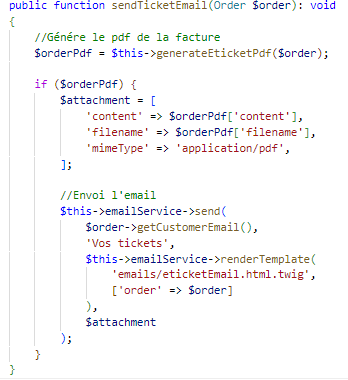 public function sendTicketEmail(Order $order): void
{
    //Génére le pdf de la facture
    $orderPdf = $this->generateEticketPdf($order);

    if ($orderPdf) {
        $attachment = [
            'content' => $orderPdf['content'],
            'filename' => $orderPdf['filename'],
            'mimeType' => 'application/pdf',
        ];

        //Envoi l'email
        $this->emailService->send(
            $order->getCustomerEmail(),
            'Vos tickets',
            $this->emailService->renderTemplate(
                'emails/eticketEmail.html.twig',
                ['order' => $order]
            ),
            $attachment
        );
    }
}